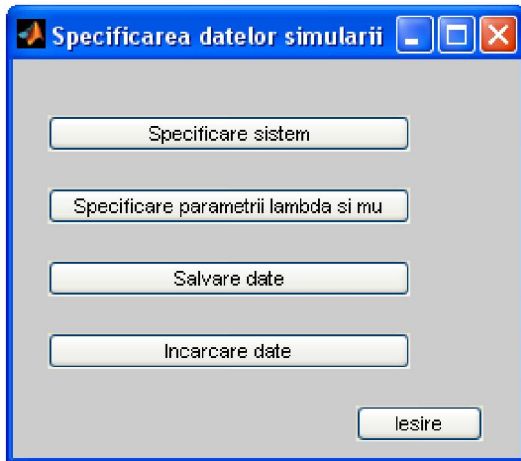 Specificarea datelor simularii
Specificare sistem
Specificare parametrii lambda si mu
Salvare date
Incarcare date
Iesire